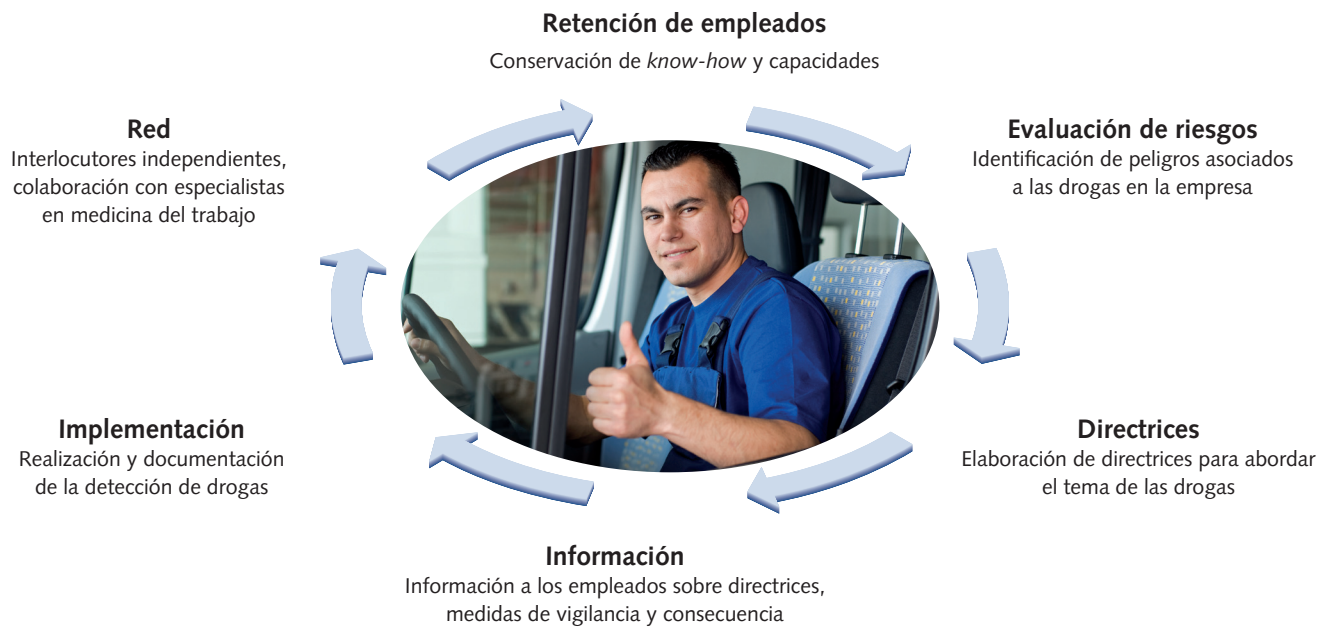 Retención de empleados
Conservación de know-how y capacidades
Evaluación de riesgos
Identificación de peligros asociados
a las drogas en la empresa
Directrices
Elaboración de directrices para abordar
el tema de las drogas
Información
Información a los empleados sobre directrices,
medidas de vigilancia y consecuencia
Implementación
Realización y documentación
de la detección de drogas
Red
Interlocutores independientes,
colaboración con especialistas
en medicina del trabajo